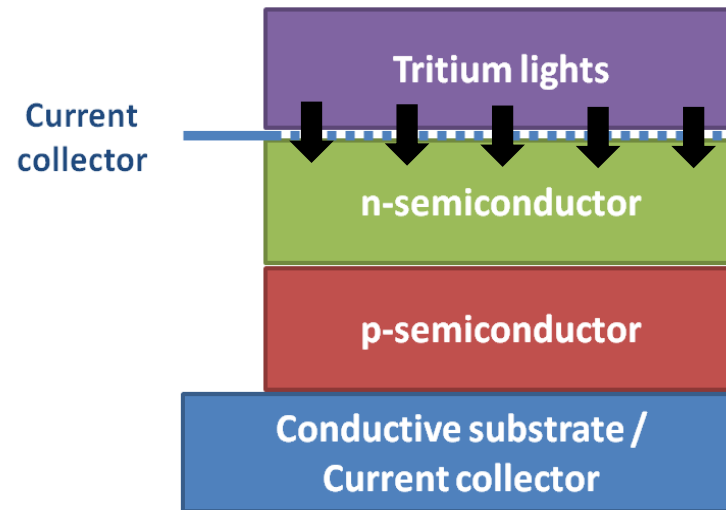 Tritium lights
Current
collector
n-semiconductor
p-semiconductor
Conductive substrate /
Current collector